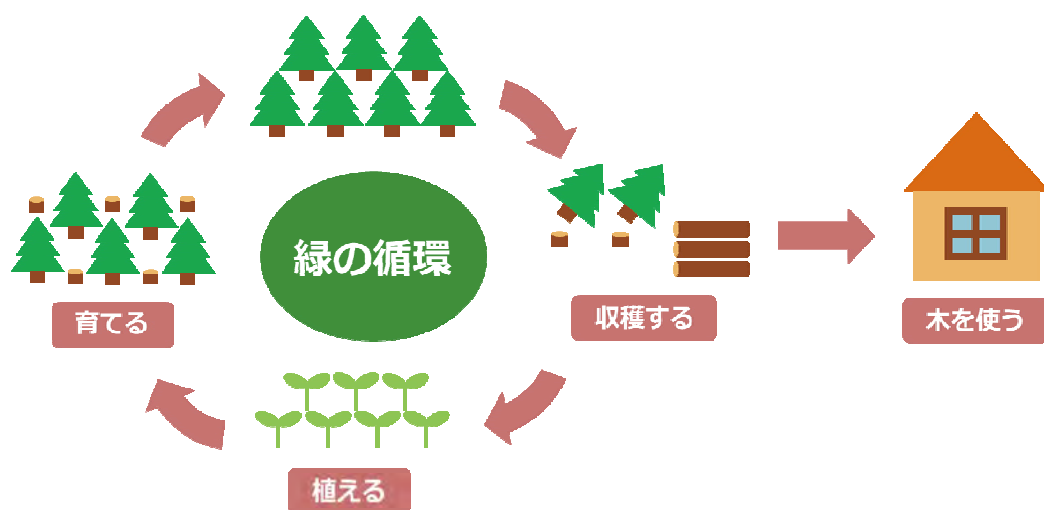 緑の循環
育てる
収穫する
木を使う
植える